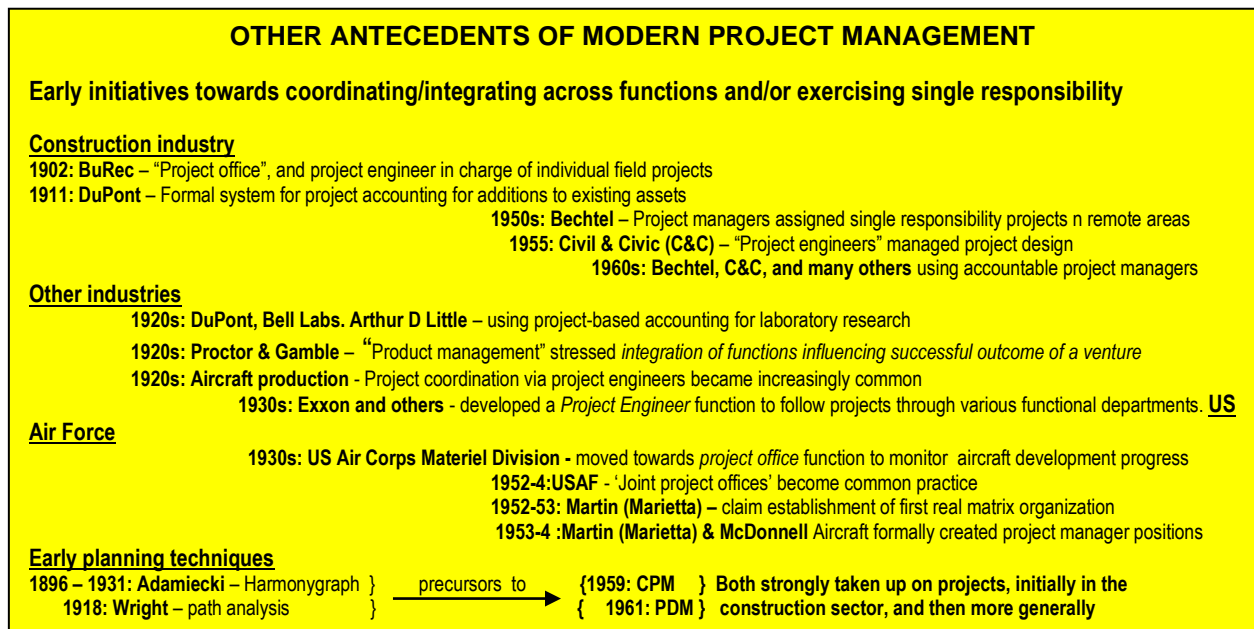 OTHER ANTECEDENTS OF MODERN PROJECT MANAGEMENT
Early initiatives towards coordinating/integrating across functions and/or exercising single responsibility
Construction industry
1902: BuRec – “Project office”, and project engineer in charge of individual field projects
1911: DuPont – Formal system for project accounting for additions to existing assets
1950s: Bechtel – Project managers assigned single responsibility projects n remote areas
1955: Civil & Civic (C&C) – “Project engineers” managed project design
1960s: Bechtel, C&C, and many others using accountable project managers
Other industries
1920s: DuPont, Bell Labs. Arthur D Little – using project-based accounting for laboratory research
1920s: Proctor & Gamble – “Product management” stressed integration of functions influencing successful outcome of a venture
1920s: Aircraft production - Project coordination via project engineers became increasingly common
1930s: Exxon and others - developed a Project Engineer function to follow projects through various functional departments. US
Air Force
1930s: US Air Corps Materiel Division - moved towards project office function to monitor aircraft development progress
1952-4:USAF - ‘Joint project offices’ become common practice
1952-53: Martin (Marietta) – claim establishment of first real matrix organization
1953-4 :Martin (Marietta) & McDonnell Aircraft formally created project manager positions
Early planning techniques
1896 – 1931: Adamiecki – Harmonygraph } precursors to {1959: CPM } Both strongly taken up on projects, initially in the
1918: Wright – path analysis } { 1961: PDM } construction sector, and then more generally